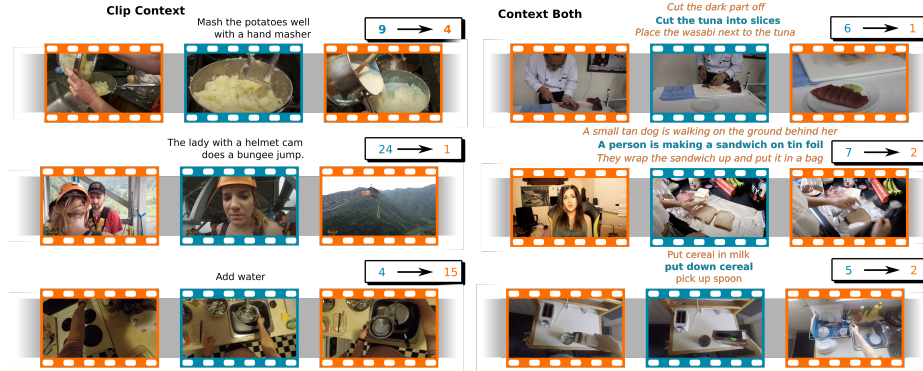 Clip Context
Mash the potatoes well
with a hand masher
9 → 4
The lady with a helmet cam
does a bungee jump.
24 → 1
Add water
4 → 15
Context Both
Cut the dark part off
Cut the tuna into slices
Place the wasabi next to the tuna
6 → 1
A small tan dog is walking on the ground behind her
A person is making a sandwich on tin foil
They wrap the sandwich up and put it in a bag
7 → 2
Put cereal in milk
put down cereal
pick up spoon
5 → 2